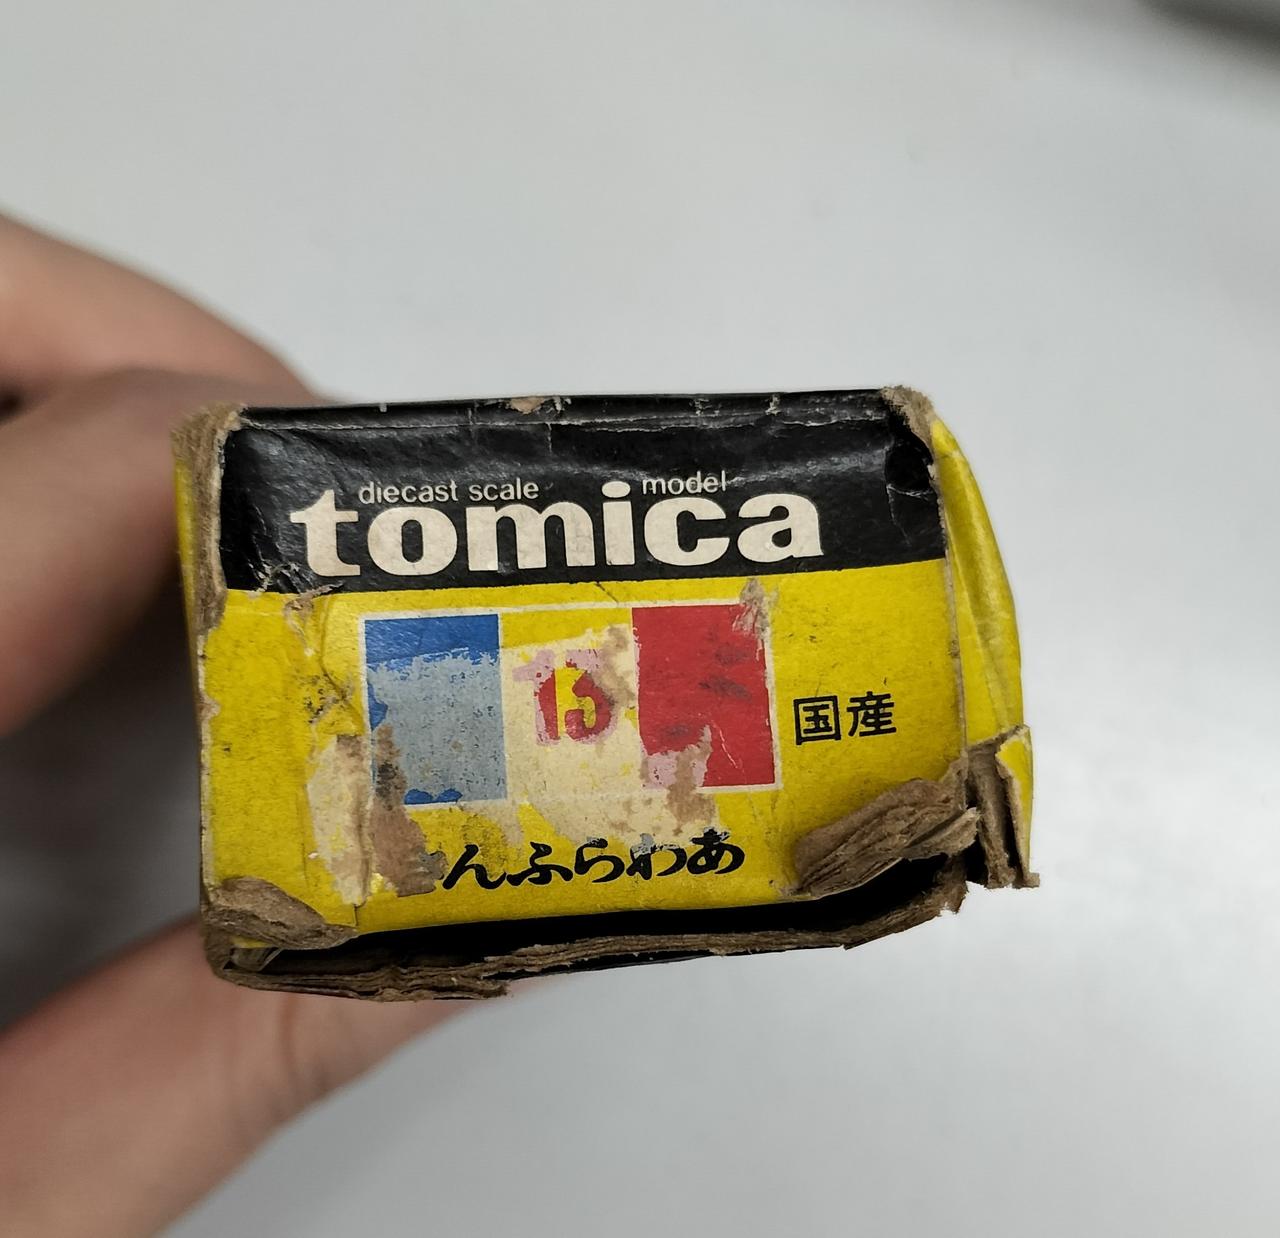 diecast scale model
tomica
13
国産
んふらわあ